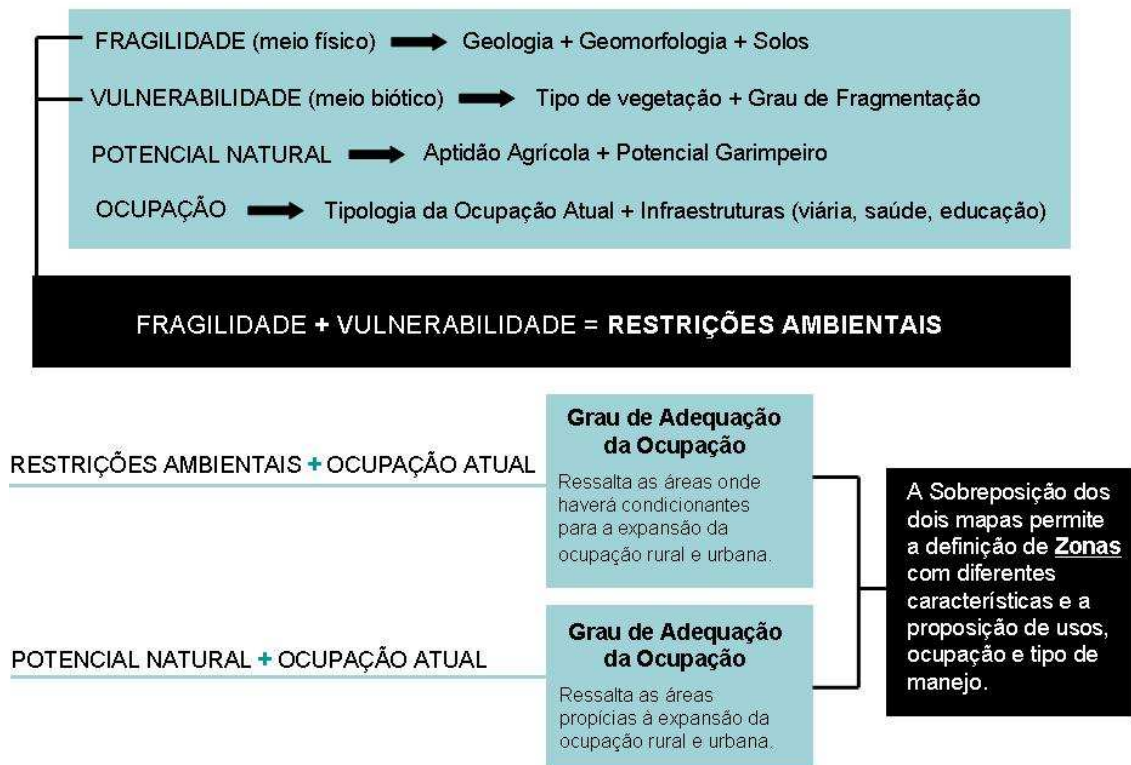 FRAGILIDADE (meio físico) Geologia + Geomorfologia + Solos
VULNERABILIDADE (meio biótico) Tipo de vegetação + Grau de Fragmentação
POTENCIAL NATURAL Aptidão Agrícola + Potencial Garimpeiro
OCUPAÇÃO Tipologia da Ocupação Atual + Infraestruturas (viária, saúde, educação)
FRAGILIDADE + VULNERABILIDADE = RESTRIÇÕES AMBIENTAIS
RESTRIÇÕES AMBIENTAIS + OCUPAÇÃO ATUAL
Grau de Adequação
da Ocupação
Ressalta as áreas onde
haverá condicionantes
para a expansão da
ocupação rural e urbana.
POTENCIAL NATURAL + OCUPAÇÃO ATUAL
Grau de Adequação
da Ocupação
Ressalta as áreas
propícias à expansão da
ocupação rural e urbana.
A Sobreposição dos
dois mapas permite
a definição de Zonas
com diferentes
características e a
proposição de usos,
ocupação e tipo de
manejo.